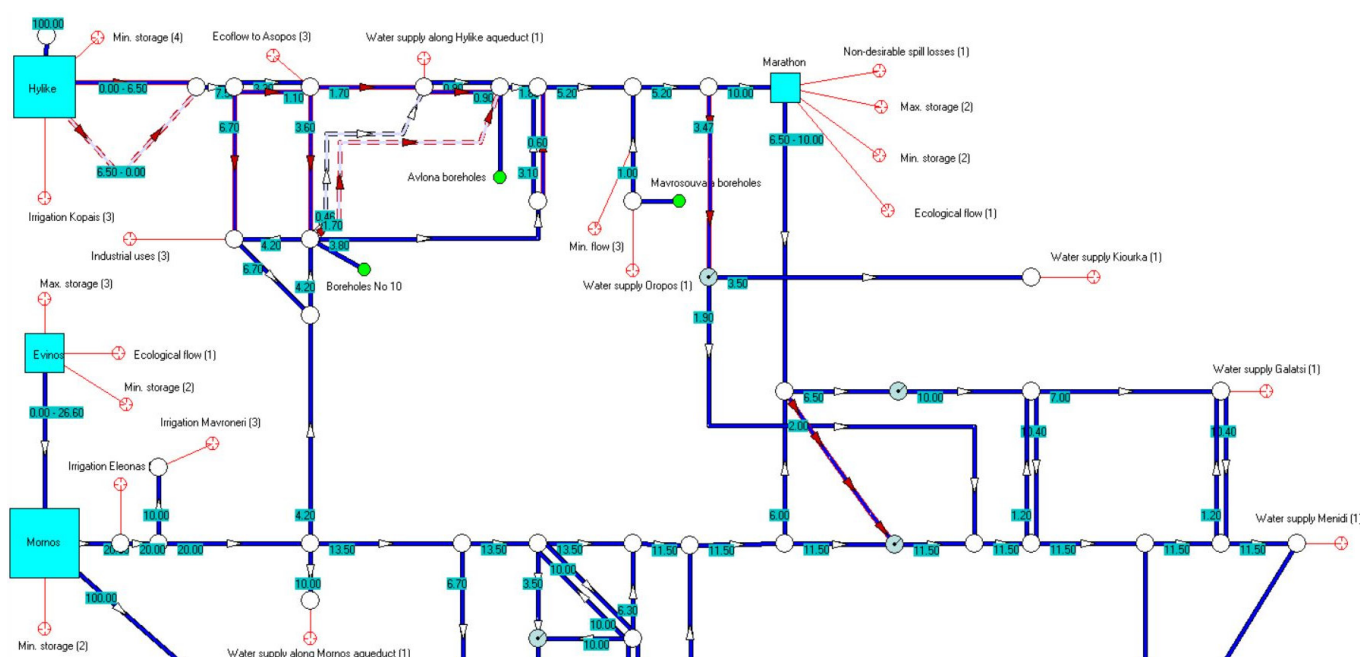 100.00
Min. storage (4)
Ecoflow to Asopos (3)
Water supply along Hylike aqueduct (1)
Non-desirable spill losses (1)
Marathon
Hylike
0.00 - 6.50
1.10
1.70
0.90
0.90
5.20
5.20
10.00
Max. storage (2)
6.70
3.60
3.47
6.50 - 10.00
0.60
Min. storage (2)
6.50 - 0.00
3.10
1.00
Avlona boreholes
Mavrosouvala boreholes
Irrigation Kopais (3)
Ecological flow (1)
0.46
1.70
4.20
3.80
Min. flow (3)
Industrial uses (3)
6.70
Water supply Kiourka (1)
Max. storage (3)
4.20
Boreholes No 10
Water supply Oropos (1)
3.50
1.90
Evinos
Ecological flow (1)
Min. storage (2)
Water supply Galatsi (1)
6.50
10.00
7.00
0.00 - 26.60
Irrigation Mavroneri (3)
2.00
10.40
10.40
Irrigation Eleonas
10.00
4.20
6.00
1.20
1.20
Water supply Menidi (1)
Mornos
20.00
20.00
13.50
13.50
13.50
11.50
11.50
11.50
11.50
11.50
11.50
11.50
100.00
10.00
6.70
3.50
10.00
6.30
10.00
10.00
Min. storage (2)
Water supply along Mornos aqueduct (1)